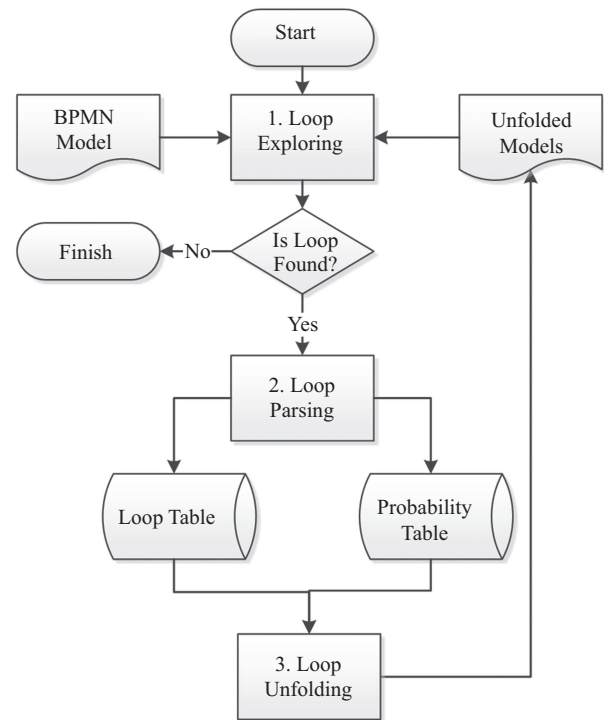 Start
BPMN
Model
1. Loop
Exploring
Unfolded
Models
Finish
No
Is Loop
Found?
Yes
2. Loop
Parsing
Loop Table
Probability
Table
3. Loop
Unfolding